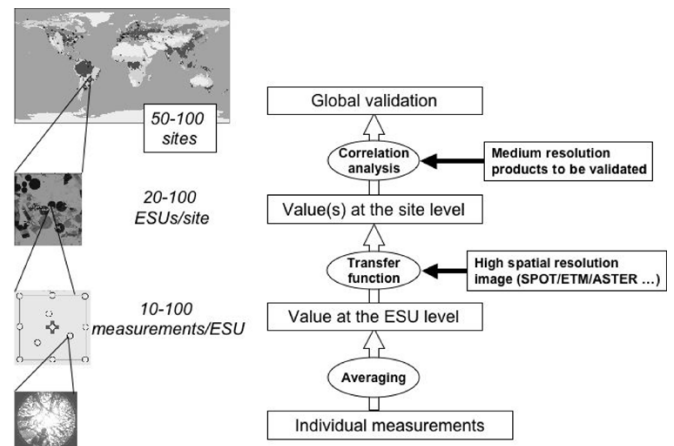 50-100
sites
20-100
ESUs/site
10-100
measurements/ESU
Global validation
Correlation
analysis
Medium resolution
products to be validated
Value(s) at the site level
Transfer
function
High spatial resolution
image (SPOT/ETM/ASTER ...)
Value at the ESU level
Averaging
Individual measurements